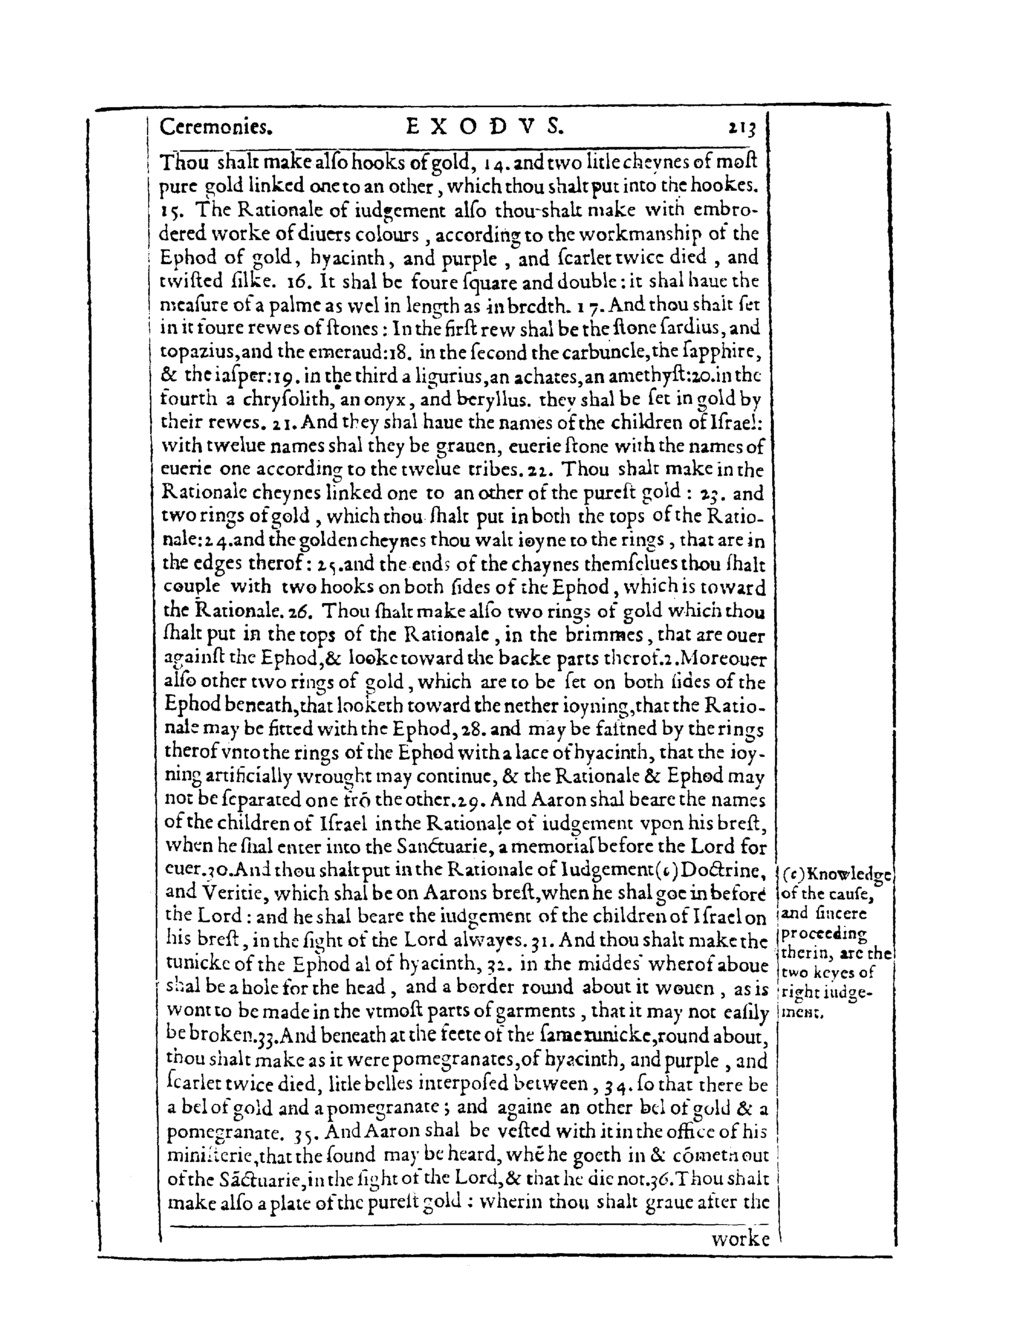 Ceremonies. E X O D V S. 213
Thou shalt make alſo hooks of gold, 14. and two litle cheynes of moſt
pure gold linked one to an other, which thou shalt put into the hookes.
15. The Rationale of iudgement alſo thou shalt make with embro-
dered worke of diuers colours, according to the workmanship of the
Ephod of gold, hyacinth, and purple, and ſcarlet twice died, and
twiſted ſilke. 16. It shal be foure ſquare and double: it shal haue the
meaſure of a palme as wel in length as in bredth. 17. And thou shalt ſet
in it foure rewes of ſtones: In the firſt rew shal be the ſtone ſardius, and
topazius, and the emeraud: 18. in the ſecond the carbuncle, the ſapphire,
& the iaſper: 19. in the third a ligurius, an achates, an amethyſt: 20. in the
fourth a chryſolith, an onyx, and beryllus. they shal be ſet in gold by
their rewes. 21. And they shal haue the names of the children of Iſrael:
with twelue names shal they be grauen, euerie ſtone with the names of
euerie one according to the twelue tribes. 22. Thou shalt make in the
Rationale cheynes linked one to an other of the pureſt gold: 23. and
two rings of gold, which thou ſhalt put in both the tops of the Ratio-
nale: 24. and the golden cheynes thou walt ioyne to the rings, that are in
the edges therof: 25. and the ends of the chaynes themſelues thou ſhalt
couple with two hooks on both ſides of the Ephod, which is toward
the Rationale. 26. Thou ſhalt make alſo two rings of gold which thou
ſhalt put in the tops of the Rationale, in the brimmes, that are ouer
againſt the Ephod, & looke toward the backe parts therof. 2. Moreouer
alſo other two rings of gold, which are to be ſet on both ſides of the
Ephod beneath, that looketh toward the nether ioyning, that the Ratio-
nale may be fitted with the Ephod, 28. and may be faſtned by the rings
therof vnto the rings of the Ephod with a lace of hyacinth, that the ioy-
ning artificially wrought may continue, & the Rationale & Ephod may
not be ſeparated one frō the other. 29. And Aaron shal beare the names
of the children of Iſrael in the Rationale of iudgement vpon his breſt,
when he ſhal enter into the Sanctuarie, a memorial before the Lord for
euer. 30. And thou shalt put in the Rationale of Iudgement (c) Doctrine,
and Veritie, which shal be on Aarons breſt, when he shal goe in before
the Lord: and he shal beare the iudgement of the children of Iſrael on
his breſt, in the ſight of the Lord alwayes. 31. And thou shalt make the
tunicke of the Ephod al of hyacinth, 32. in the middes wherof aboue
shal be a hole for the head, and a border round about it wouen, as is
wont to be made in the vtmoſt parts of garments, that it may not eaſily
be broken. 33. And beneath at the feete of the ſame tunicke, round about,
thou shalt make as it were pomegranates, of hyacinth, and purple, and
ſcarlet twice died, litle belles interpoſed between, 34. ſo that there be
a bel of gold and a pomegranate; and againe an other bel of gold & a
pomegranate. 35. And Aaron shal be veſted with it in the office of his
miniſterie, that the ſound may be heard, whē he goeth in & cōmeth out
of the Sāctuarie, in the ſight of the Lord, & that he die not. 36. Thou shalt
make alſo a plate of the pureſt gold: wherin thou shalt graue after the
worke
(c) Knowledge
of the cauſe,
and ſincere
proceeding
therin, are the
two keyes of
right iudge-
ment.